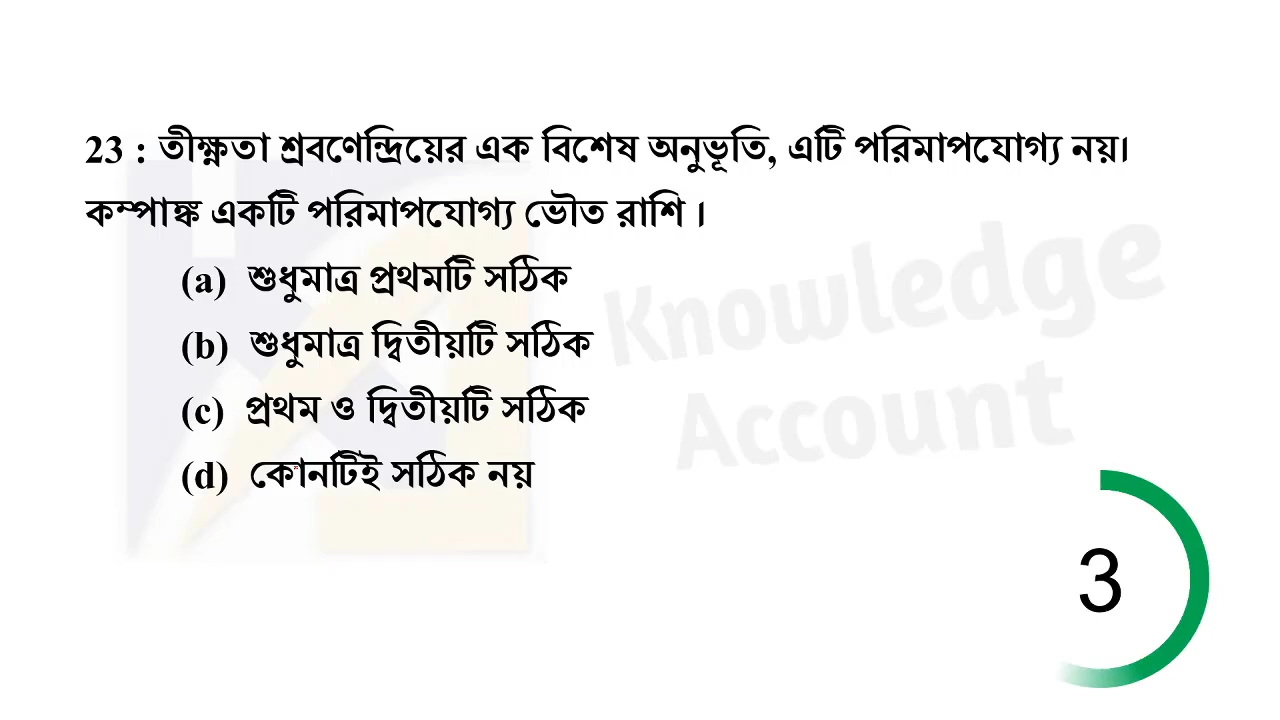 23 : তীক্ষ্ণতা শ্রবণেন্দ্রিয়ের এক বিশেষ অনুভূতি, এটি পরিমাপযোগ্য নয়।
কম্পাঙ্ক একটি পরিমাপযোগ্য ভৌত রাশি।
(a) শুধুমাত্র প্রথমটি সঠিক
(b) শুধুমাত্র দ্বিতীয়টি সঠিক
(c) প্রথম ও দ্বিতীয়টি সঠিক
(d) কোনটিই সঠিক নয়
Knowledge
Account
3